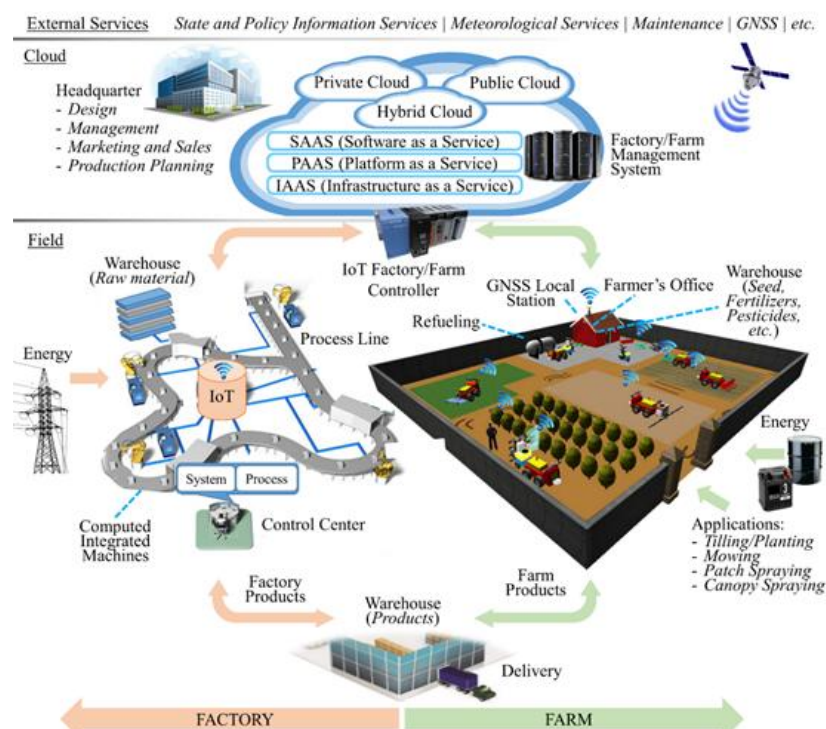 External Services
State and Policy Information Services | Meteorological Services | Maintenance | GNSS | etc.
Cloud
Headquarter
- Design
- Management
- Marketing and Sales
- Production Planning
Private Cloud
Public Cloud
Hybrid Cloud
SAAS (Software as a Service)
PAAS (Platform as a Service)
IAAS (Infrastructure as a Service)
Factory/Farm
Management
System
Field
Warehouse
(Raw material)
IoT Factory/Farm
Controller
GNSS Local
Station
Farmer's Office
Warehouse
(Seed,
Fertilizers,
Pesticides,
etc.)
Refueling
Process Line
Energy
IoT
System
Process
Computed
Integrated
Machines
Control Center
Energy
Applications:
- Tilling/Planting
- Mowing
- Patch Spraying
- Canopy Spraying
Factory
Products
Warehouse
(Products)
Farm
Products
Delivery
FACTORY
FARM